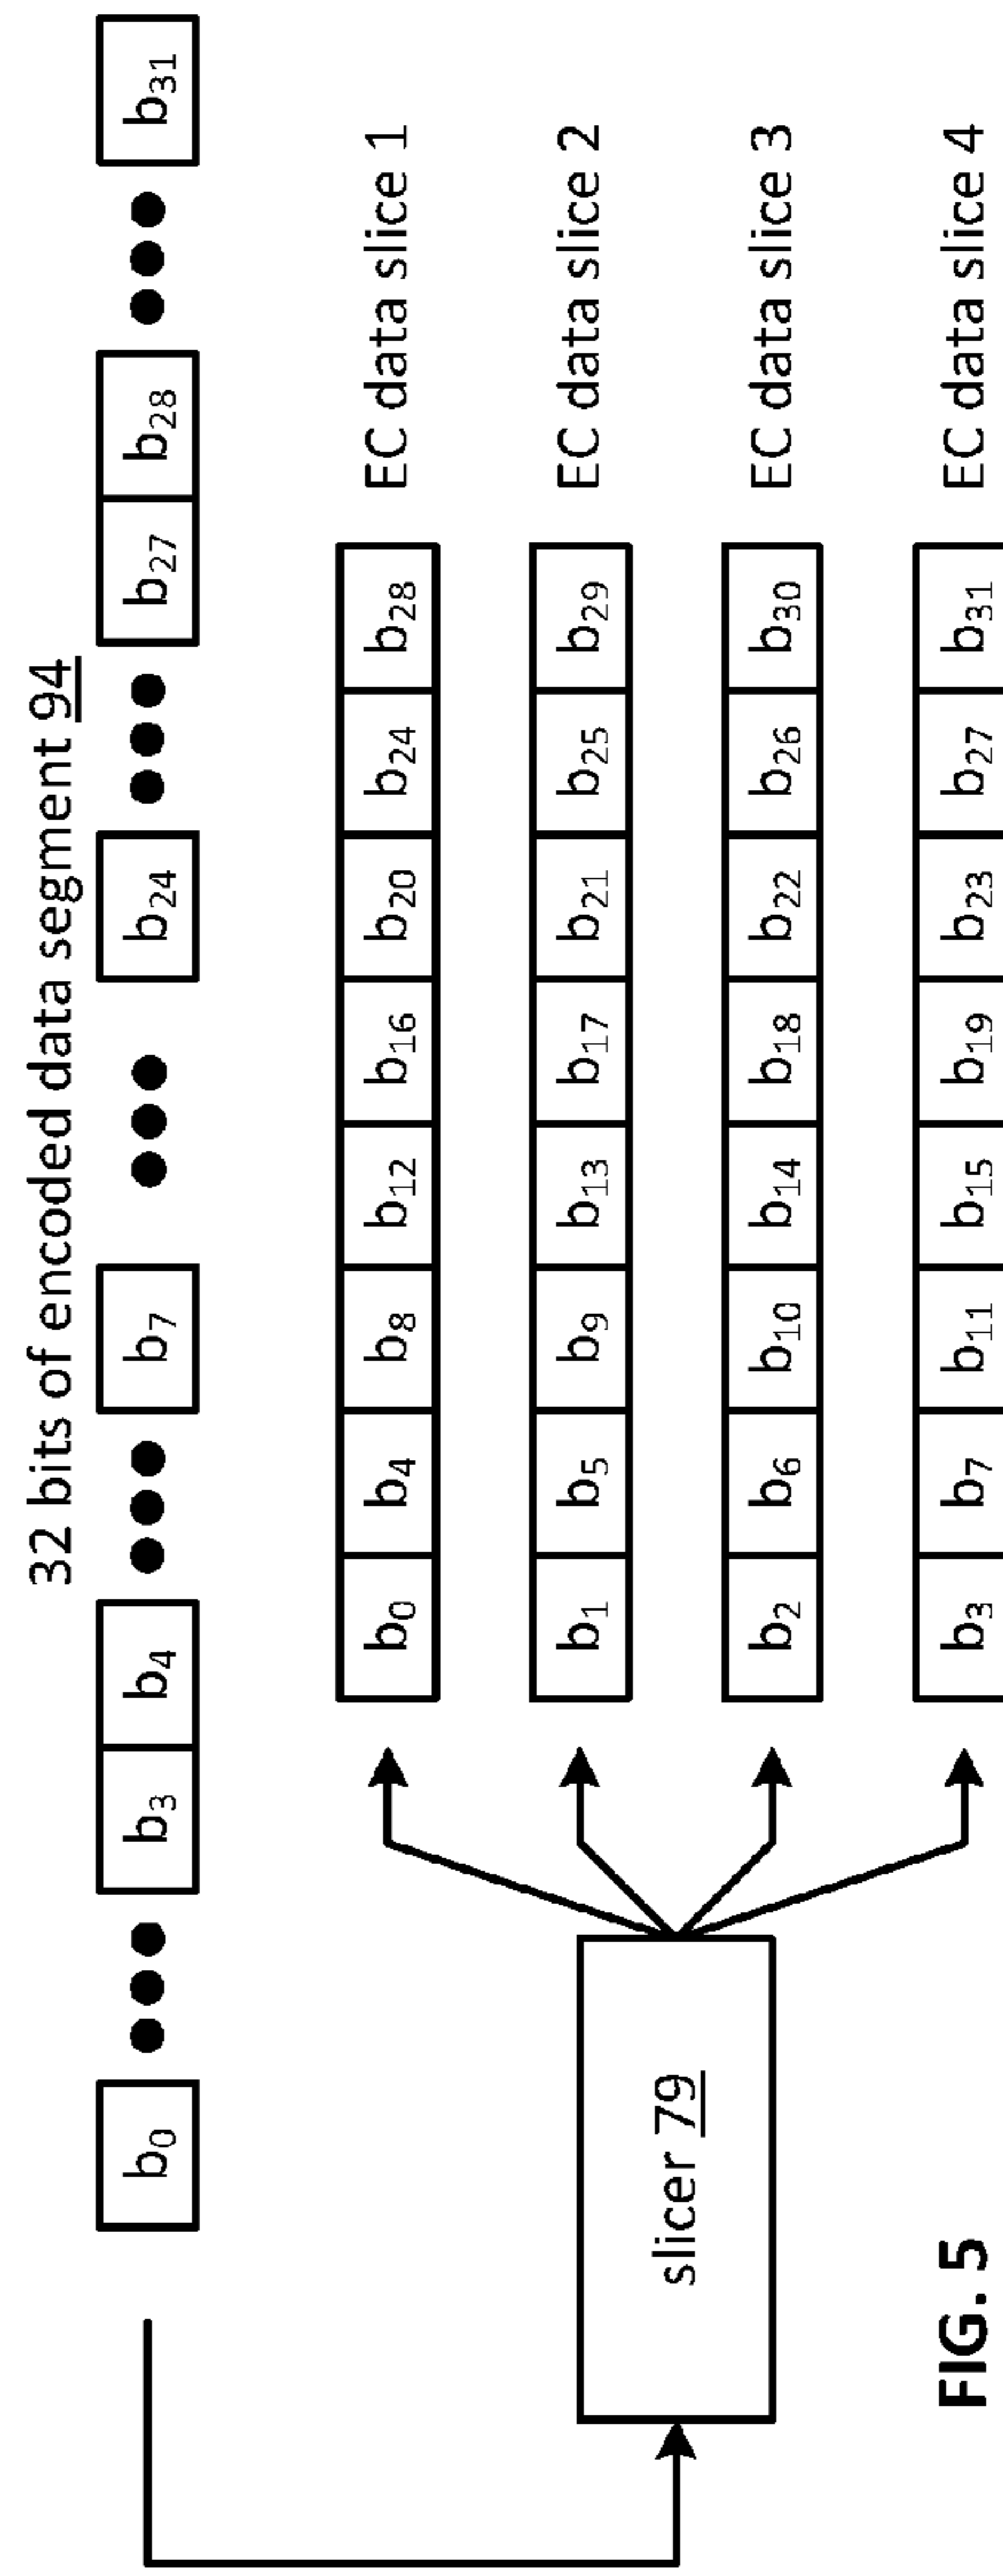 32 bits of encoded data segment 94
b0 ●●● b3 b4 ●●● b7 ●●● b24 ●●● b27 b28 ●●● b31
b0 b4 b8 b12 b16 b20 b24 b28 EC data slice 1
b1 b5 b9 b13 b17 b21 b25 b29 EC data slice 2
slicer 79
b2 b6 b10 b14 b18 b22 b26 b30 EC data slice 3
b3 b7 b11 b15 b19 b23 b27 b31 EC data slice 4
FIG. 5